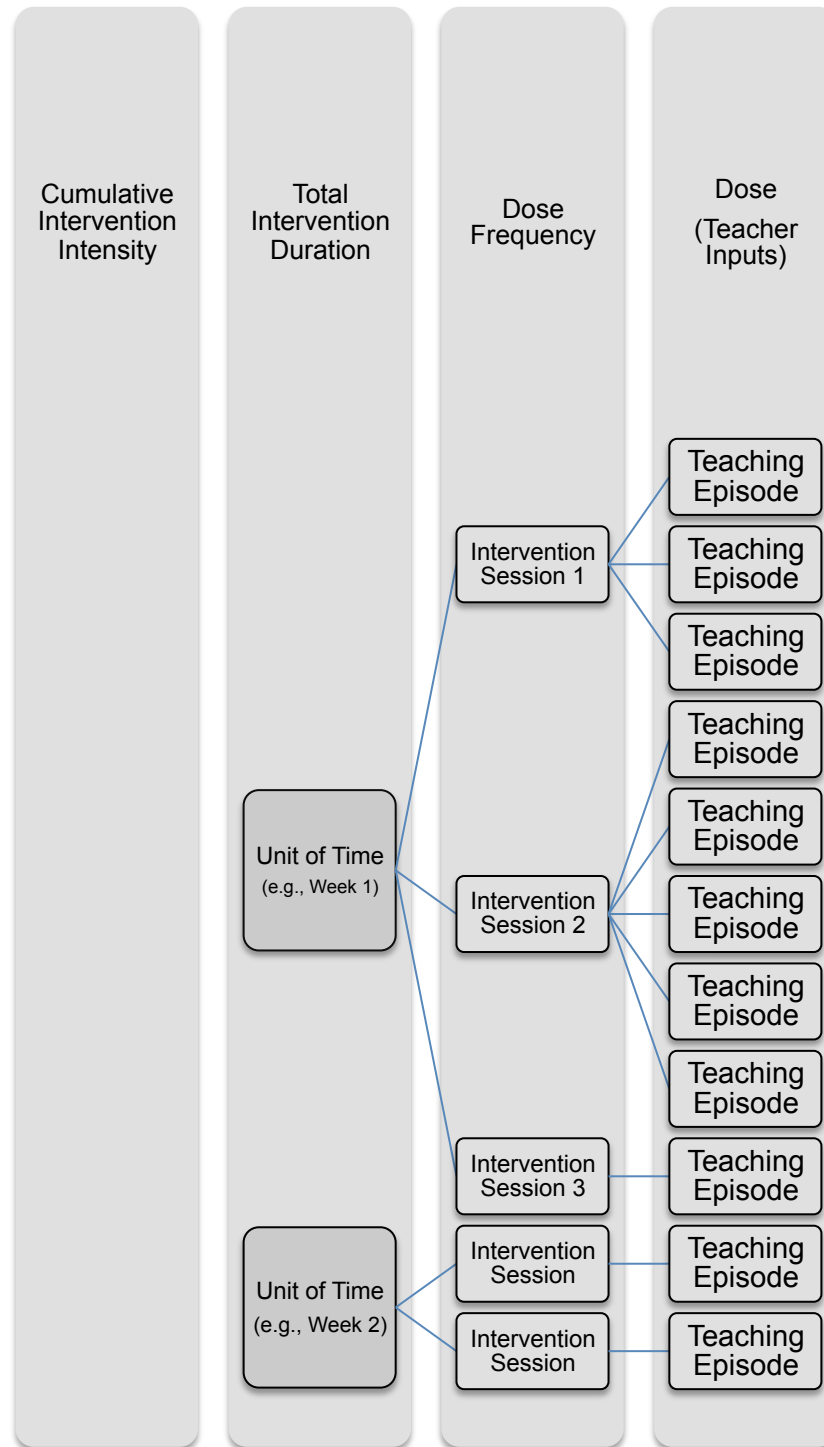 Cumulative
Intervention
Intensity
Total
Intervention
Duration
Dose
Frequency
Dose
(Teacher
Inputs)
Unit of Time
(e.g., Week 1)
Intervention
Session 1
Teaching
Episode
Teaching
Episode
Teaching
Episode
Intervention
Session 2
Teaching
Episode
Teaching
Episode
Teaching
Episode
Teaching
Episode
Teaching
Episode
Intervention
Session 3
Teaching
Episode
Unit of Time
(e.g., Week 2)
Intervention
Session
Teaching
Episode
Intervention
Session
Teaching
Episode